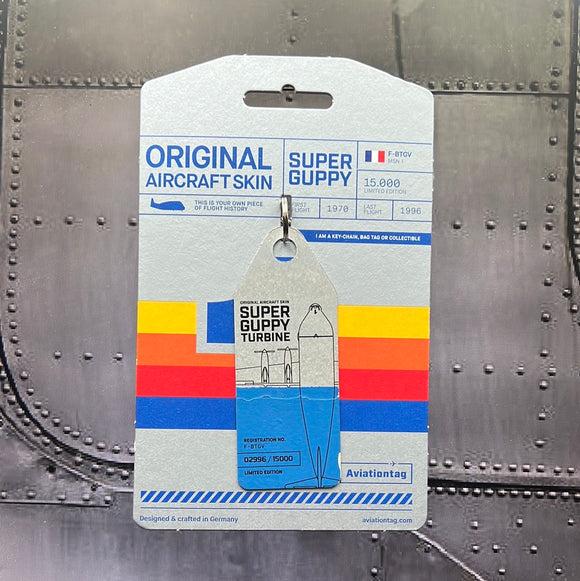 ORIGINAL
AIRCRAFT SKIN
SUPER
GUPPY
F-BTGV
MSN 1
15.000
LIMITED EDITION
THIS IS YOUR OWN PIECE
OF FLIGHT HISTORY
FIRST
FLIGHT
1970
LAST
FLIGHT
1996
I AM A KEY-CHAIN, BAG TAG OR COLLECTIBLE
ORIGINAL AIRCRAFT SKIN
SUPER
GUPPY
TURBINE
REGISTRATION NO.
F-BTGV
02996 / 15000
LIMITED EDITION
Aviationtag
Designed & crafted in Germany
aviationtag.com